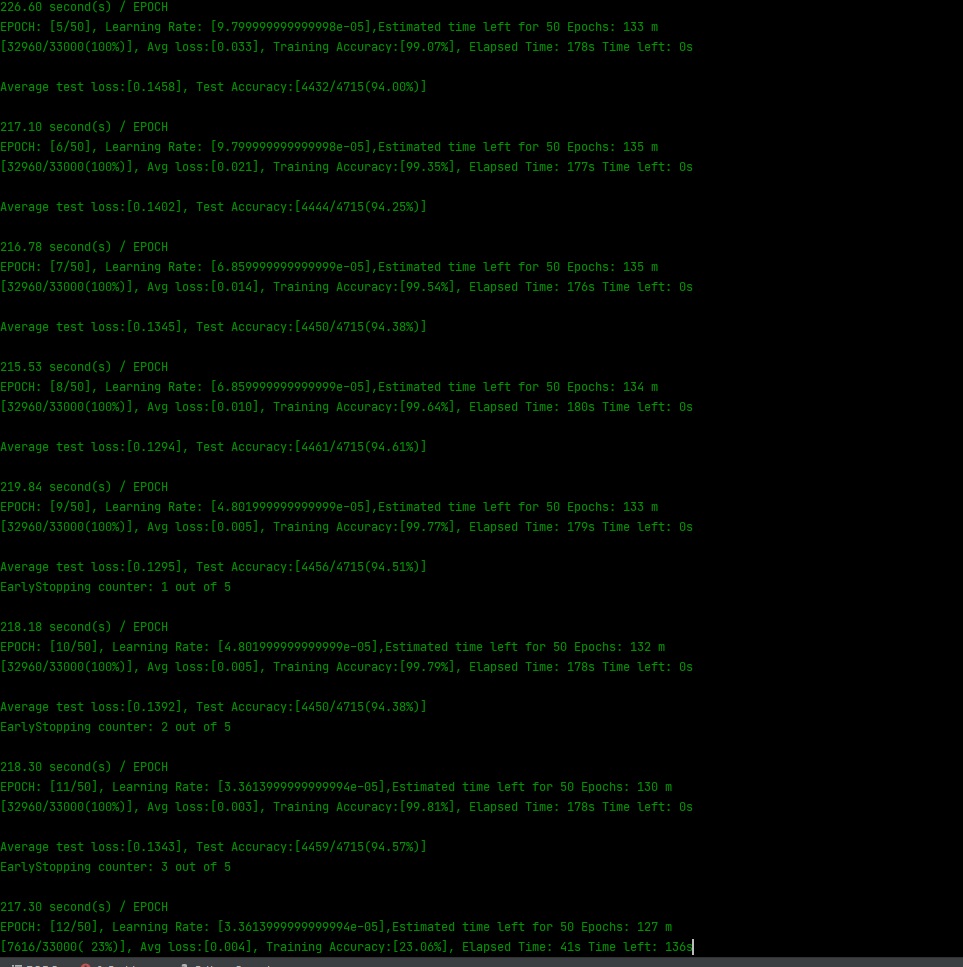 226.60 second(s) / EPOCH
EPOCH: [5/50], Learning Rate: [9.799999999999998e-05],Estimated time left for 50 Epochs: 133 m
[32960/33000(100%)], Avg loss:[0.033], Training Accuracy:[99.07%], Elapsed Time: 178s Time left: 0s
Average test loss:[0.1458], Test Accuracy:[4432/4715(94.00%)]
217.10 second(s) / EPOCH
EPOCH: [6/50], Learning Rate: [9.799999999999998e-05],Estimated time left for 50 Epochs: 135 m
[32960/33000(100%)], Avg loss:[0.021], Training Accuracy:[99.35%], Elapsed Time: 177s Time left: 0s
Average test loss:[0.1402], Test Accuracy:[4444/4715(94.25%)]
216.78 second(s) / EPOCH
EPOCH: [7/50], Learning Rate: [6.859999999999999e-05],Estimated time left for 50 Epochs: 135 m
[32960/33000(100%)], Avg loss:[0.014], Training Accuracy:[99.54%], Elapsed Time: 176s Time left: 0s
Average test loss:[0.1345], Test Accuracy:[4450/4715(94.38%)]
215.53 second(s) / EPOCH
EPOCH: [8/50], Learning Rate: [6.859999999999999e-05],Estimated time left for 50 Epochs: 134 m
[32960/33000(100%)], Avg loss:[0.010], Training Accuracy:[99.64%], Elapsed Time: 180s Time left: 0s
Average test loss:[0.1294], Test Accuracy:[4461/4715(94.61%)]
219.84 second(s) / EPOCH
EPOCH: [9/50], Learning Rate: [4.801999999999999e-05],Estimated time left for 50 Epochs: 133 m
[32960/33000(100%)], Avg loss:[0.005], Training Accuracy:[99.77%], Elapsed Time: 179s Time left: 0s
Average test loss:[0.1295], Test Accuracy:[4456/4715(94.51%)]
EarlyStopping counter: 1 out of 5
218.18 second(s) / EPOCH
EPOCH: [10/50], Learning Rate: [4.801999999999999e-05],Estimated time left for 50 Epochs: 132 m
[32960/33000(100%)], Avg loss:[0.005], Training Accuracy:[99.79%], Elapsed Time: 178s Time left: 0s
Average test loss:[0.1392], Test Accuracy:[4450/4715(94.38%)]
EarlyStopping counter: 2 out of 5
218.30 second(s) / EPOCH
EPOCH: [11/50], Learning Rate: [3.3613999999999994e-05],Estimated time left for 50 Epochs: 130 m
[32960/33000(100%)], Avg loss:[0.003], Training Accuracy:[99.81%], Elapsed Time: 178s Time left: 0s
Average test loss:[0.1343], Test Accuracy:[4459/4715(94.57%)]
EarlyStopping counter: 3 out of 5
217.30 second(s) / EPOCH
EPOCH: [12/50], Learning Rate: [3.3613999999999994e-05],Estimated time left for 50 Epochs: 127 m
[7616/33000( 23%)], Avg loss:[0.004], Training Accuracy:[23.06%], Elapsed Time: 41s Time left: 136s